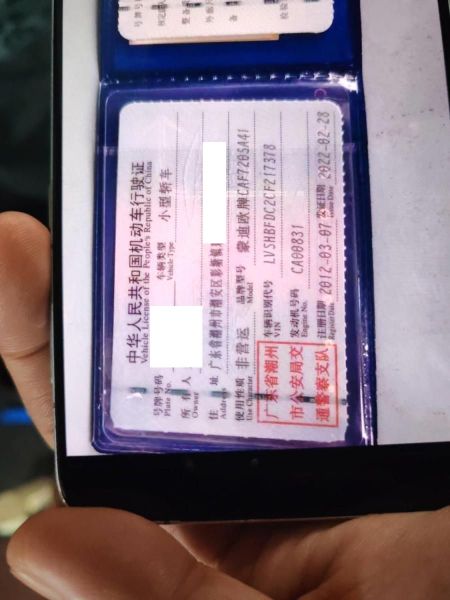 中华人民共和国机动车行驶证
Vehicle License of the People's Republic of China
号牌号码
Plate No.
车辆类型 小型轿车
Vehicle Type
所有人
Owner
住址 广东省潮州市潮安区彩塘镇
Address
使用性质 非营运
Use Character
品牌型号 蒙迪欧牌CAF7203A41
Model
车辆识别代号 LVSHBFDC2CF217378
VIN
发动机号码 CA00831
Engine No.
注册日期 2012-03-07
Register Date
发证日期 2022-02-28
Issue Date
广东省潮州
市公安局交
通警察支队